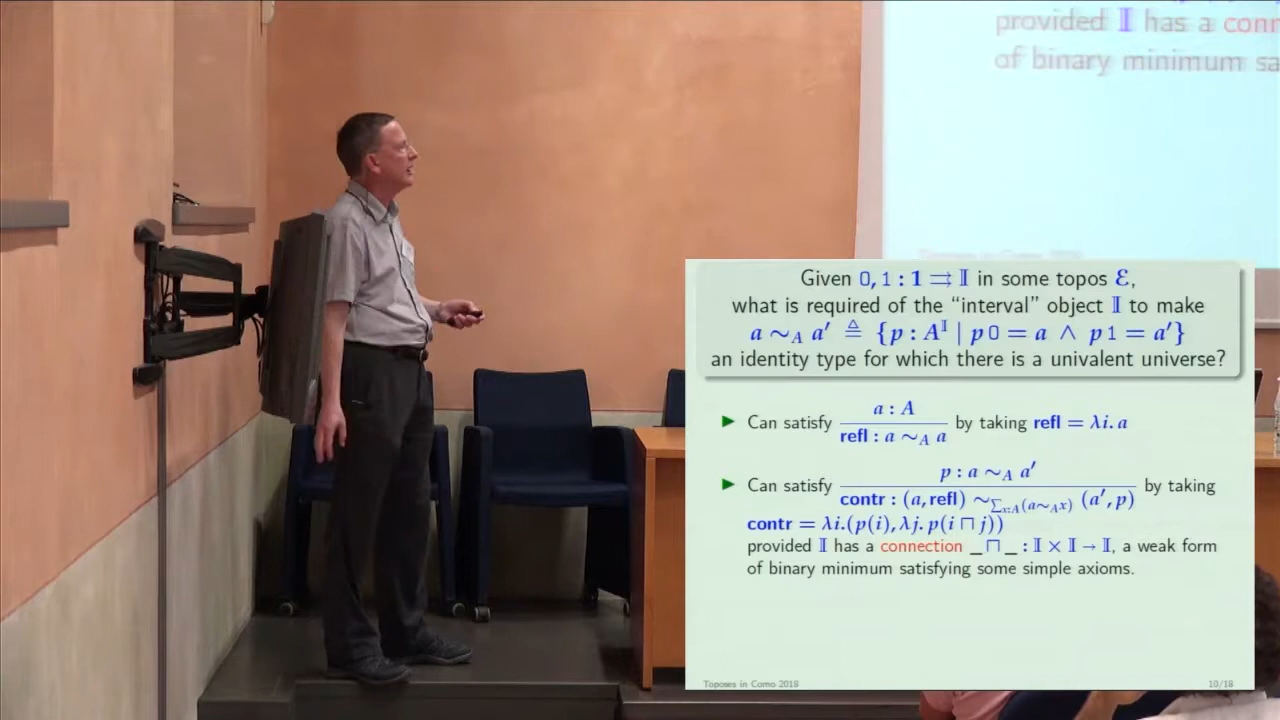 provided 𝕀 has a conn
of binary minimum sa
Given 0, 1 : 1 ⇉ 𝕀 in some topos ℰ,
what is required of the “interval” object 𝕀 to make
a ∼_A a′ ≜ {p : A^𝕀 | p 0 = a ∧ p 1 = a′}
an identity type for which there is a univalent universe?
▶ Can satisfy a : A / refl : a ∼_A a by taking refl = λi. a
▶ Can satisfy p : a ∼_A a′ / contr : (a, refl) ∼_{∑_{x:A}(a∼_A x)} (a′, p) by taking
contr = λi.(p(i), λj. p(i ⊓ j))
provided 𝕀 has a connection _⊓_ : 𝕀 × 𝕀 → 𝕀, a weak form
of binary minimum satisfying some simple axioms.
Toposes in Como 2018
10/18